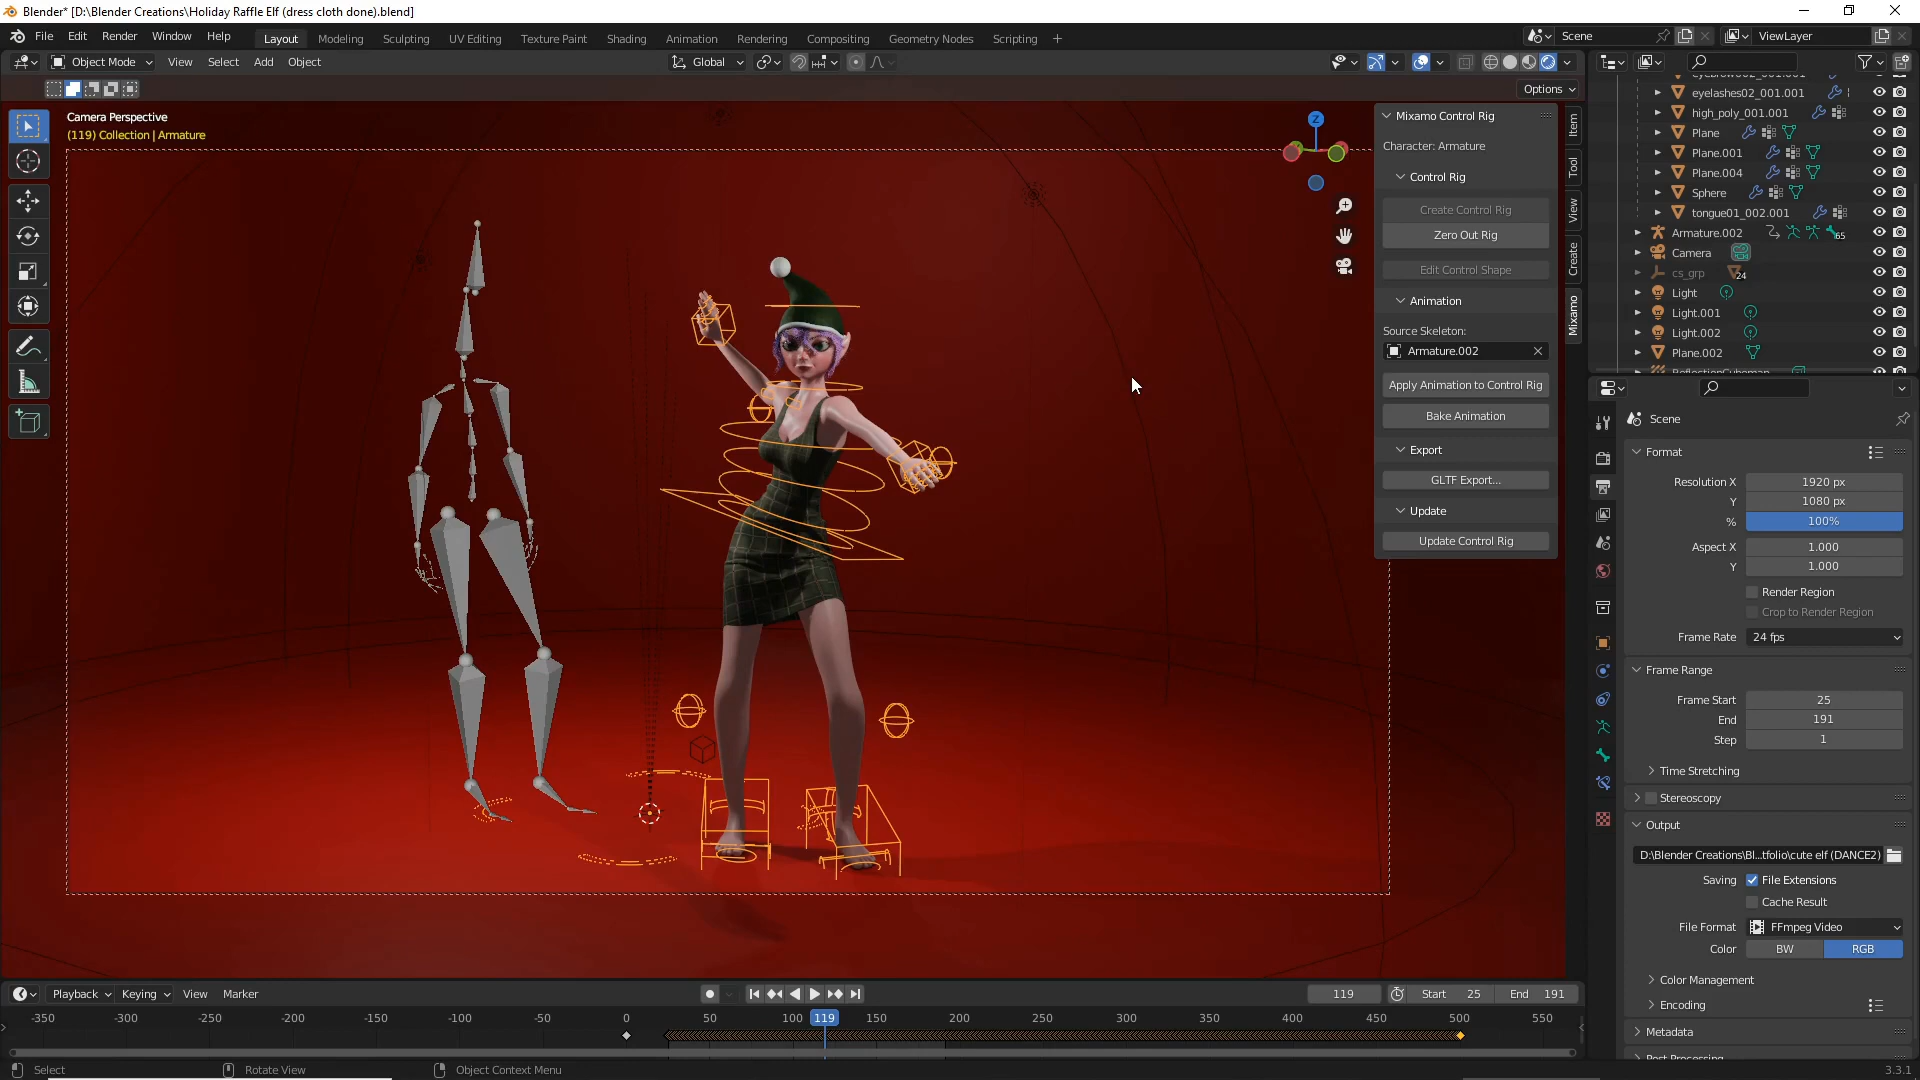 Blender* [D:\Blender Creations\Holiday Raffle Elf (dress cloth done).blend]
File Edit Render Window Help Layout Modeling Sculpting UV Editing Texture Paint Shading Animation Rendering Compositing Geometry Nodes Scripting + Scene ViewLayer
Object Mode View Select Add Object Global
Options
Camera Perspective
(119) Collection | Armature
Z
Mixamo Control Rig
Character: Armature
Control Rig
Create Control Rig
Zero Out Rig
Edit Control Shape
Animation
Source Skeleton:
Armature.002
Apply Animation to Control Rig
Bake Animation
Export
GLTF Export...
Update
Update Control Rig
Item
Tool
View
Create
Mixamo
eyelashes02_001.001
high_poly_001.001
Plane
Plane.001
Plane.004
Sphere
tongue01_002.001
Armature.002 65
Camera
cs_grp 24
Light
Light.001
Light.002
Plane.002
ReflectionCubemap
Scene
Format
Resolution X 1920 px
Y 1080 px
% 100%
Aspect X 1.000
Y 1.000
Render Region
Crop to Render Region
Frame Rate 24 fps
Frame Range
Frame Start 25
End 191
Step 1
Time Stretching
Stereoscopy
Output
D:\Blender Creations\Bl...tfolio\cute elf (DANCE2)
Saving File Extensions
Cache Result
File Format FFmpeg Video
Color BW RGB
Color Management
Encoding
Metadata
Post Processing
Playback Keying View Marker 119 Start 25 End 191
-350 -300 -250 -200 -150 -100 -50 0 50 100 119 150 200 250 300 350 400 450 500 550
Select Rotate View Object Context Menu 3.3.1